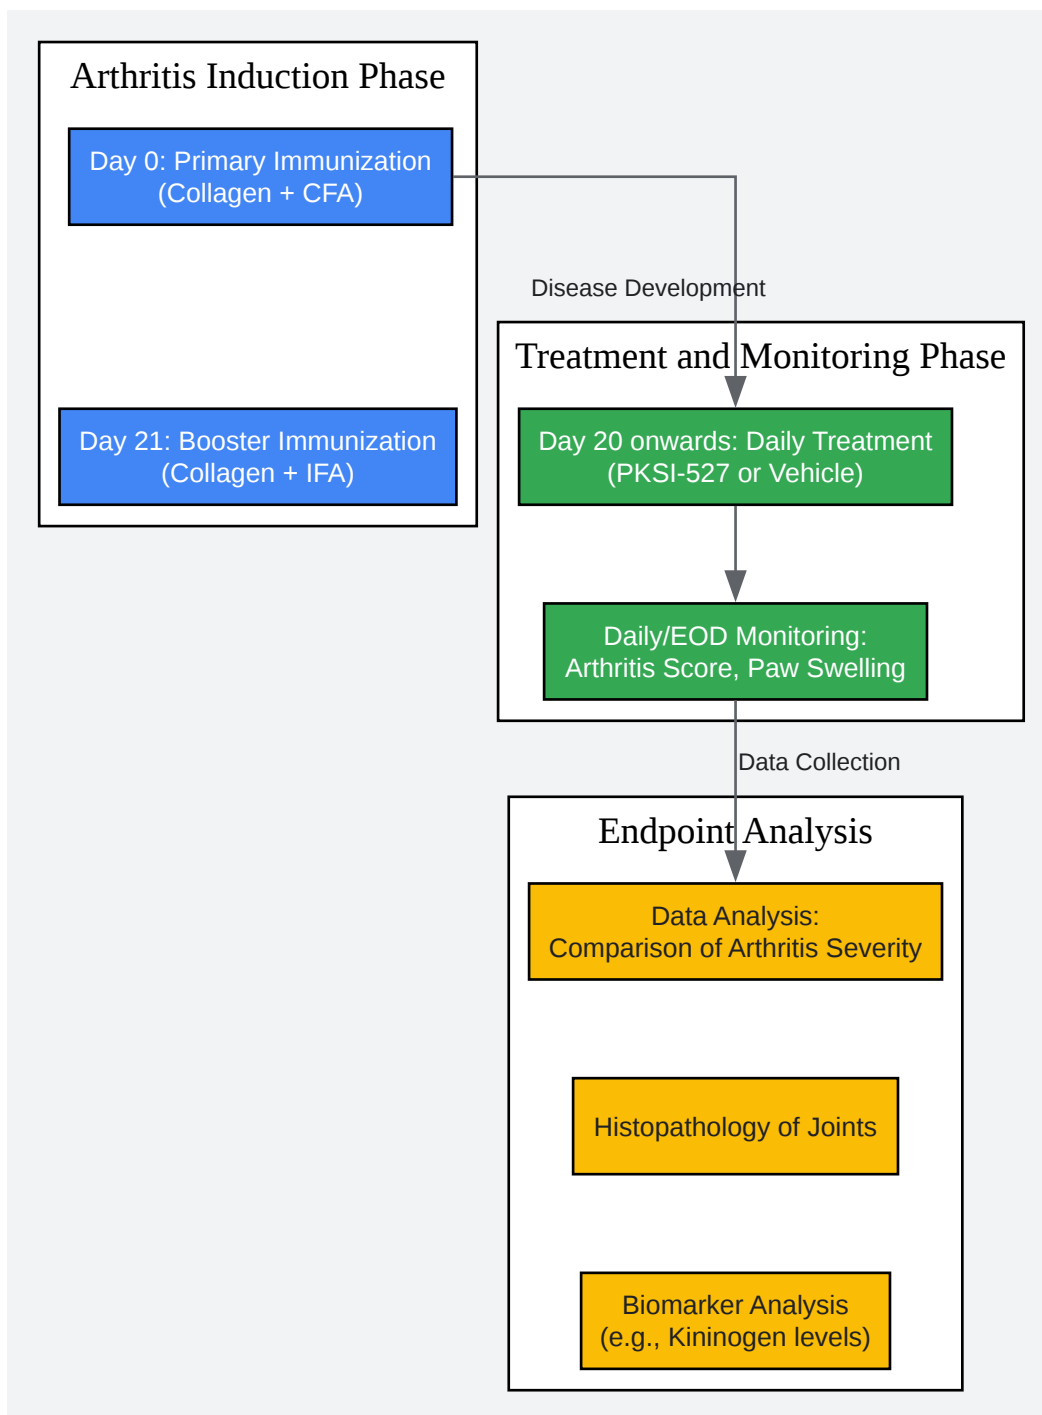 Arthritis Induction Phase
Day 0: Primary Immunization
(Collagen + CFA)
Day 21: Booster Immunization
(Collagen + IFA)
Disease Development
Treatment and Monitoring Phase
Day 20 onwards: Daily Treatment
(PKSI-527 or Vehicle)
Daily/EOD Monitoring:
Arthritis Score, Paw Swelling
Data Collection
Endpoint Analysis
Data Analysis:
Comparison of Arthritis Severity
Histopathology of Joints
Biomarker Analysis
(e.g., Kininogen levels)